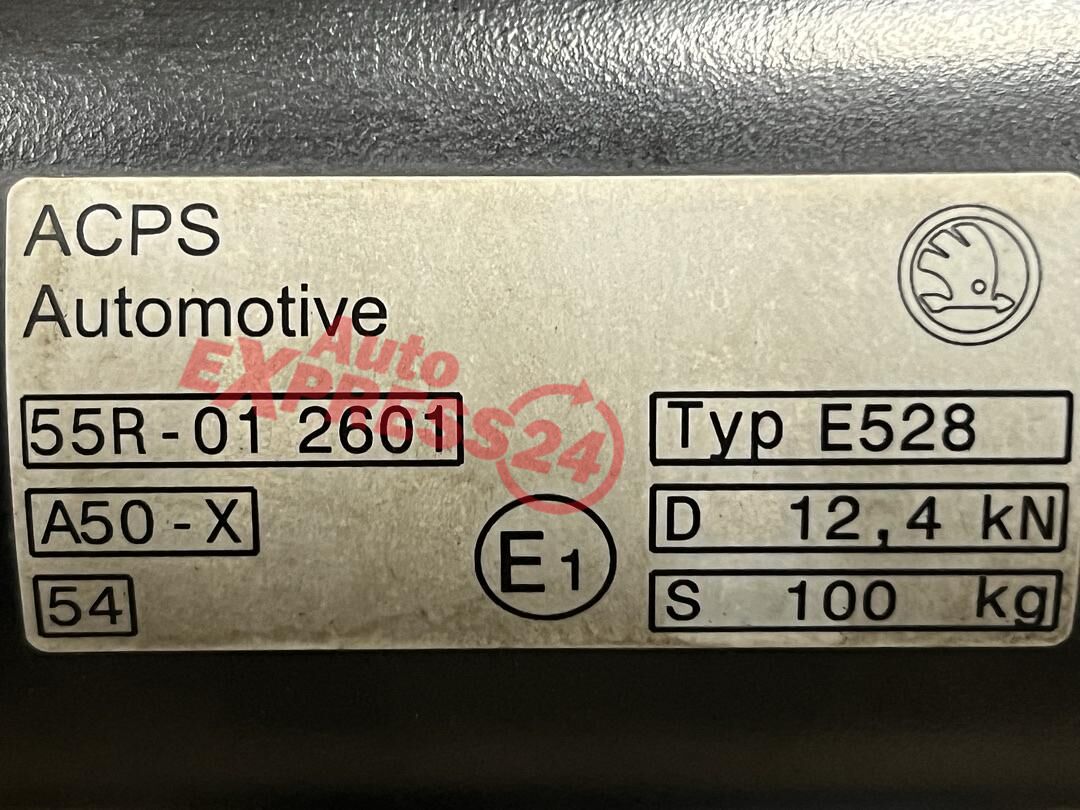 ACPS
Automotive
Auto
EXPRESS24
55R-01 2601
Typ E528
A50-X
E1
D 12,4 kN
54
S 100 kg